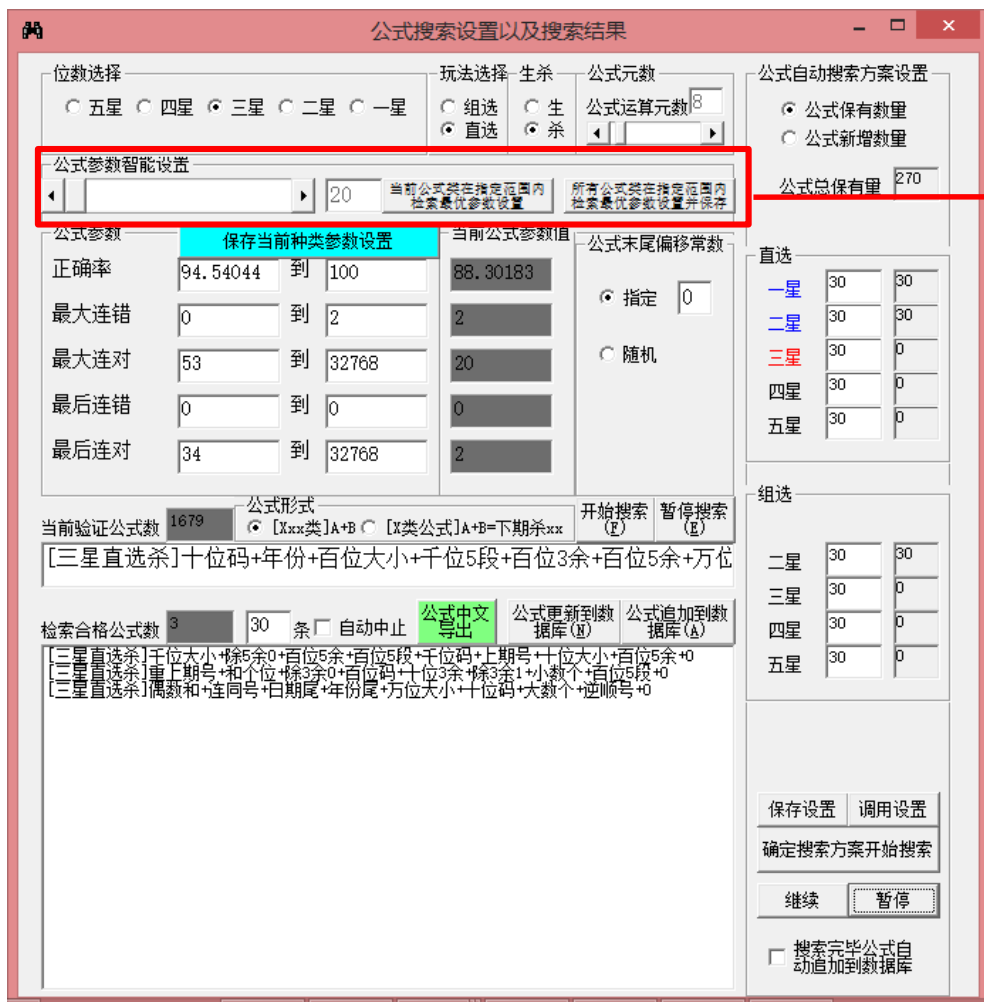 公式搜索设置以及搜索结果
位数选择
五星 四星 三星 二星 一星
玩法选择
组选
直选
生杀
生
杀
公式元数
公式运算元数 8
公式自动搜索方案设置
公式保有数量
公式新增数量
公式总保有量 270
公式参数智能设置
20
当前公式类在指定范围内
检索最优参数设置
所有公式类在指定范围内
检索最优参数设置并保存
公式参数
保存当前种类参数设置
当前公式参数值
正确率 94.54044 到 100 88.30183
最大连错 0 到 2 2
最大连对 53 到 32768 20
最后连错 0 到 0 0
最后连对 34 到 32768 2
公式末尾偏移常数
指定 0
随机
直选
一星 30 30
二星 30 30
三星 30 0
四星 30 0
五星 30 0
当前验证公式数 1679
公式形式
[Xxx类]A+B [X类公式]A+B=下期杀xx
开始搜索
(F)
暂停搜索
(E)
[三星直选杀]十位码+年份+百位大小+千位5段+百位3余+百位5余+万位
组选
二星 30 30
三星 30 0
四星 30 0
五星 30 0
检索合格公式数 3 30 条 自动中止
公式中文
导出
公式更新到数
据库(N)
公式追加到数
据库(A)
[三星直选杀]千位大小+除5余0+百位5余+百位5段+千位码+上期号+十位大小+百位5余+0
[三星直选杀]重上期号+和个位+除3余0+百位码+十位3余+除3余1+小数个+百位5段+0
[三星直选杀]偶数和+连同号+日期尾+年份尾+万位大小+十位码+大数个+逆顺号+0
保存设置 调用设置
确定搜索方案开始搜索
继续 暂停
搜索完毕公式自
动追加到数据库